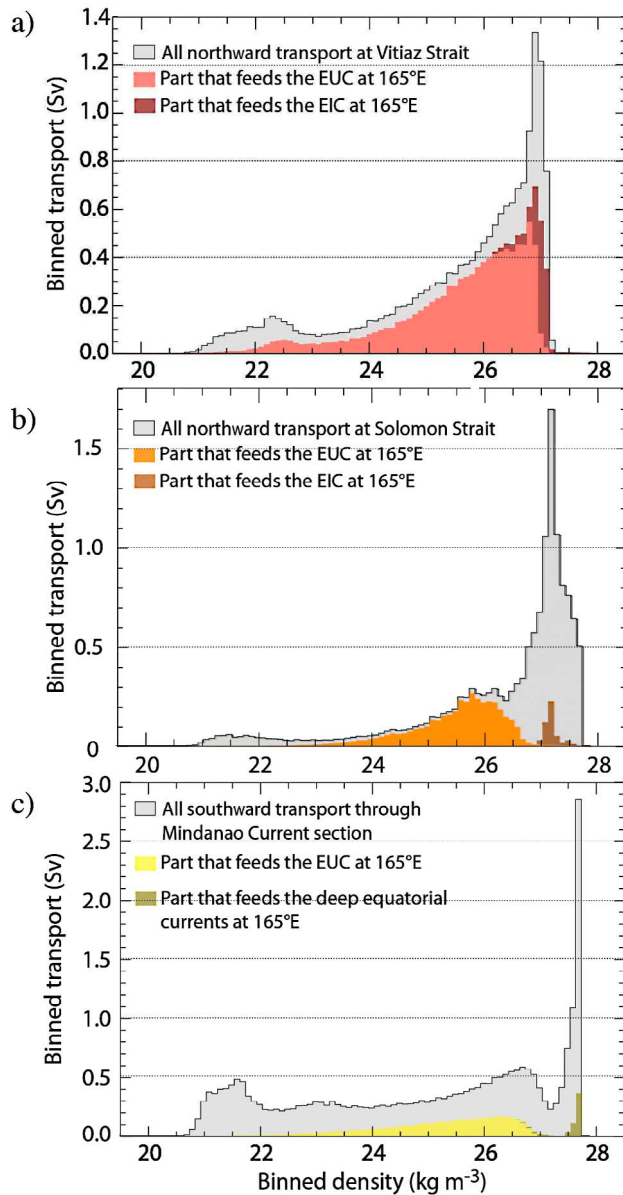 a)
Binned transport (Sv)
1.4
1.2
1.0
0.8
0.6
0.4
0.2
0.0
All northward transport at Vitiaz Strait
Part that feeds the EUC at 165°E
Part that feeds the EIC at 165°E
20 22 24 26 28
b)
Binned transport (Sv)
1.5
1.0
0.5
0
All northward transport at Solomon Strait
Part that feeds the EUC at 165°E
Part that feeds the EIC at 165°E
20 22 24 26 28
c)
Binned transport (Sv)
3.0
2.5
2.0
1.5
1.0
0.5
0.0
All southward transport through
Mindanao Current section
Part that feeds the EUC at 165°E
Part that feeds the deep equatorial
currents at 165°E
20 22 24 26 28
Binned density (kg m⁻³)